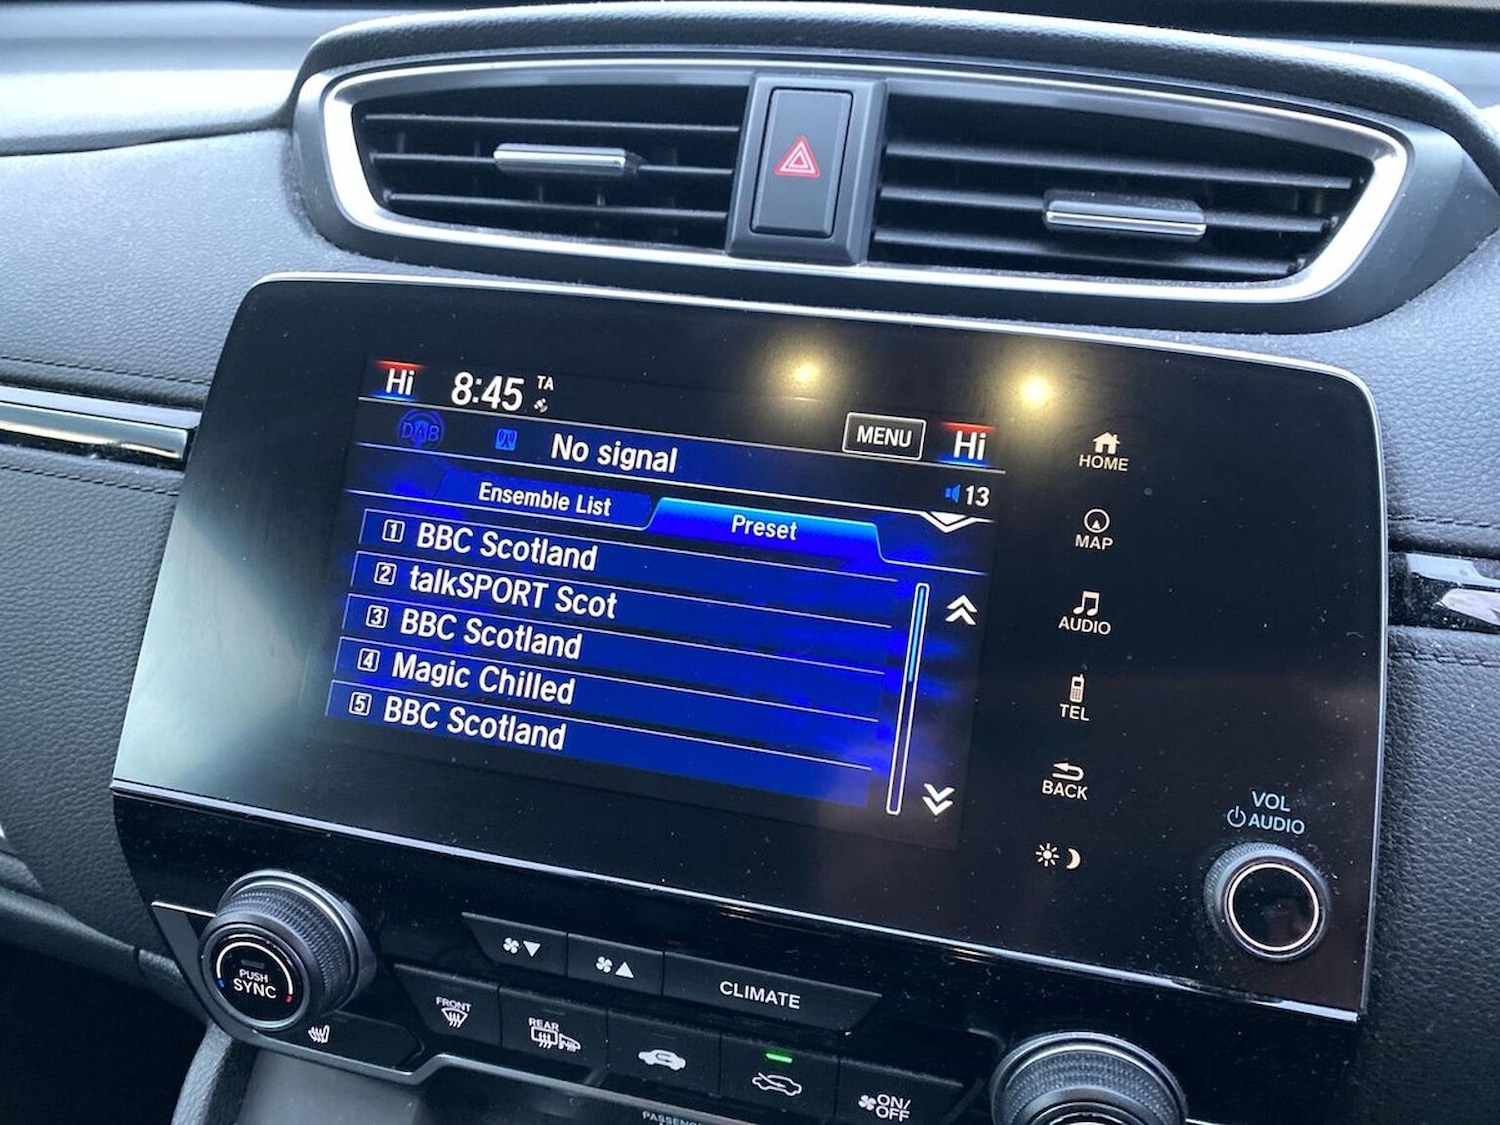 Hi 8:45 TA
DAB No signal MENU Hi
13
Ensemble List Preset
1 BBC Scotland
2 talkSPORT Scot
3 BBC Scotland
4 Magic Chilled
5 BBC Scotland
HOME
MAP
AUDIO
TEL
BACK
VOL
AUDIO
PUSH
SYNC
CLIMATE
FRONT
REAR
ON/
OFF